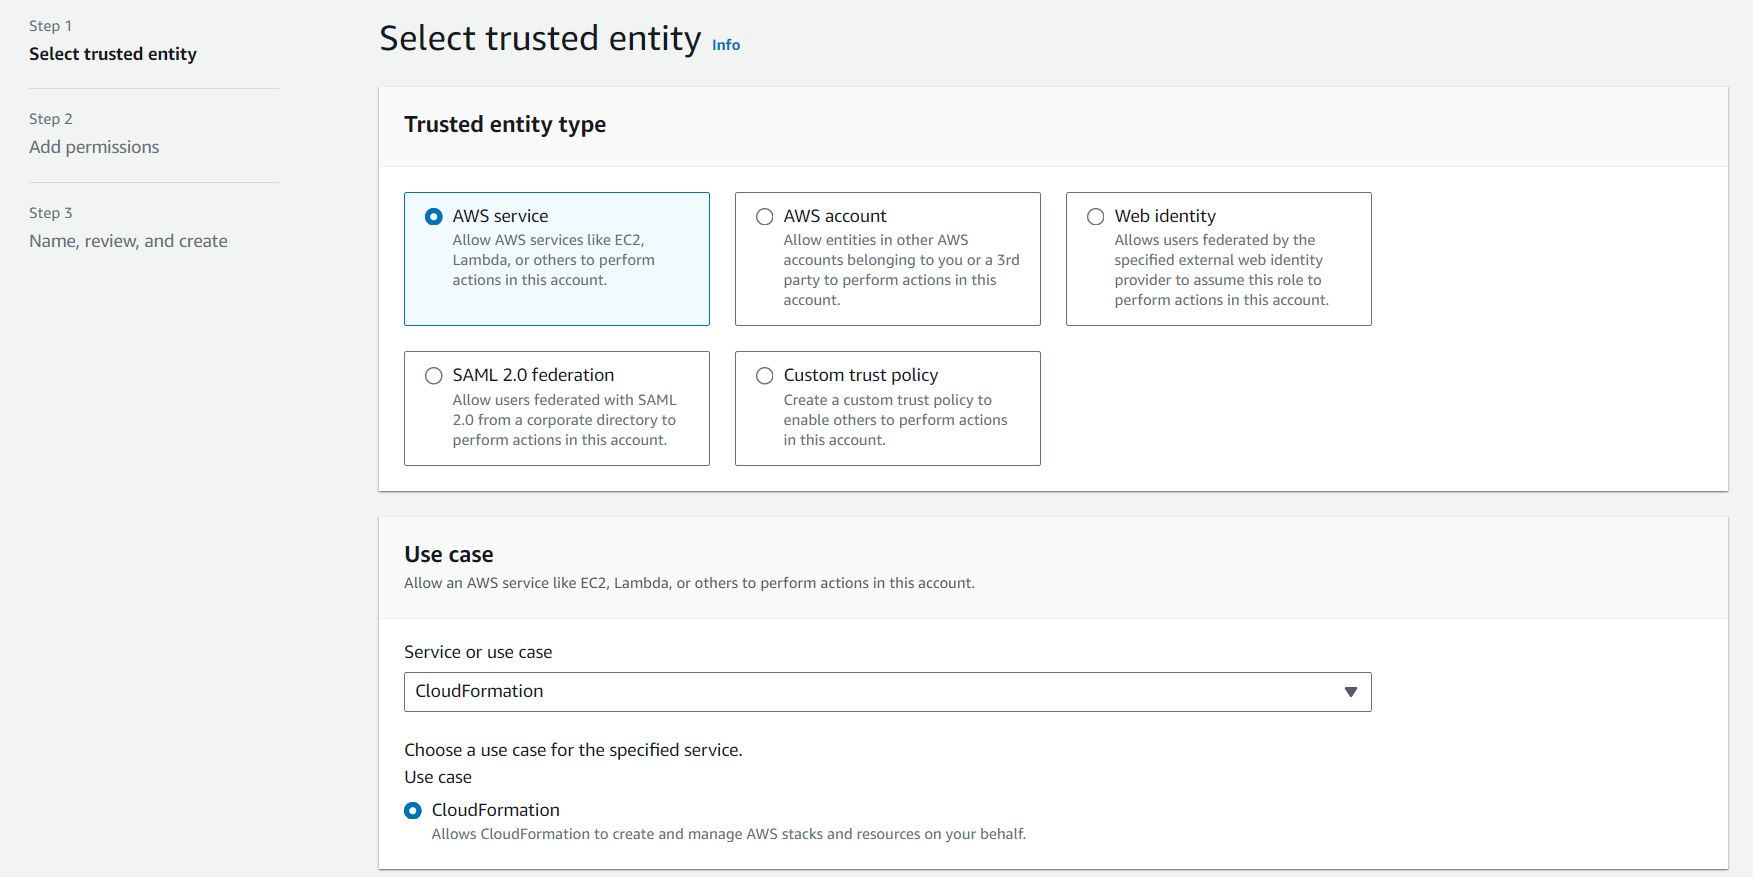 Step 1
Select trusted entity
Step 2
Add permissions
Step 3
Name, review, and create
Select trusted entity Info
Trusted entity type
AWS service
Allow AWS services like EC2,
Lambda, or others to perform
actions in this account.
AWS account
Allow entities in other AWS
accounts belonging to you or a 3rd
party to perform actions in this
account.
Web identity
Allows users federated by the
specified external web identity
provider to assume this role to
perform actions in this account.
SAML 2.0 federation
Allow users federated with SAML
2.0 from a corporate directory to
perform actions in this account.
Custom trust policy
Create a custom trust policy to
enable others to perform actions
in this account.
Use case
Allow an AWS service like EC2, Lambda, or others to perform actions in this account.
Service or use case
CloudFormation
Choose a use case for the specified service.
Use case
CloudFormation
Allows CloudFormation to create and manage AWS stacks and resources on your behalf.